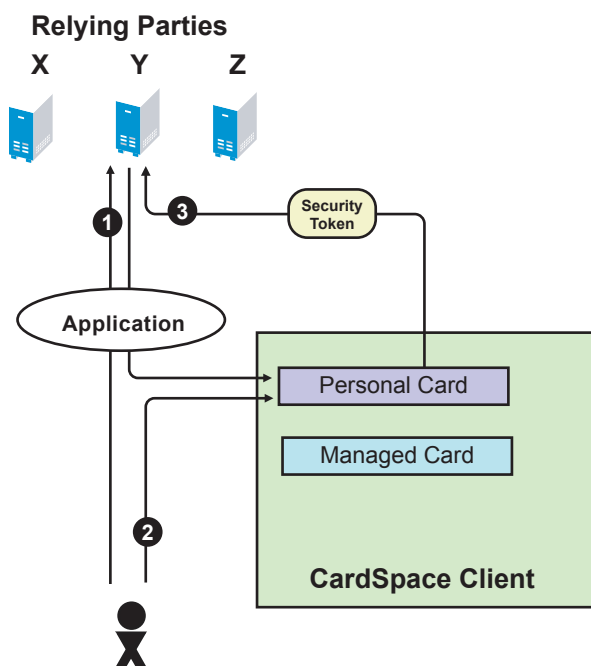 Relying Parties
X Y Z
1
3
Security
Token
Application
Personal Card
Managed Card
2
CardSpace Client